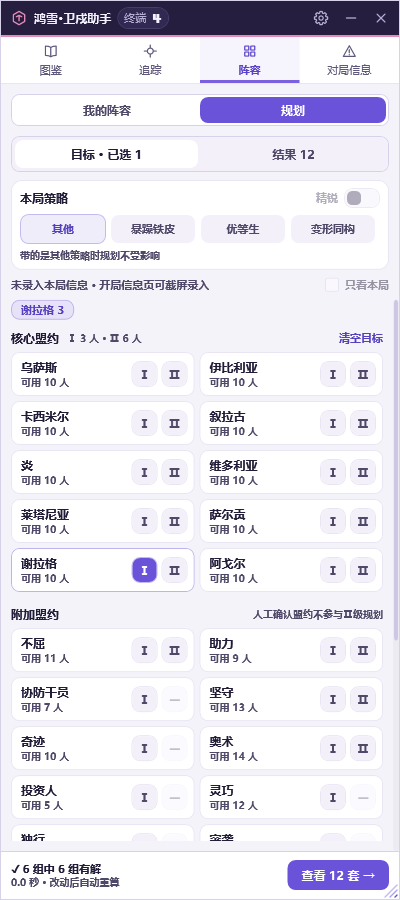 鸿雪•卫戍助手 终端
图鉴 追踪 阵容 对局信息
我的阵容 规划
目标 • 已选 1 结果 12
本局策略 精锐
其他 暴躁铁皮 优等生 变形同构
带的是其他策略时规划不受影响
未录入本局信息 • 开局信息页可截屏录入 只看本局
谢拉格 3
核心盟约 I 3 人 • II 6 人 清空目标
乌萨斯 I II 伊比利亚 I II
可用 10 人 可用 10 人
卡西米尔 I II 叙拉古 I II
可用 10 人 可用 10 人
炎 I II 维多利亚 I II
可用 10 人 可用 10 人
莱塔尼亚 I II 萨尔贡 I II
可用 10 人 可用 10 人
谢拉格 I II 阿戈尔 I II
可用 10 人 可用 10 人
附加盟约 人工确认盟约不参与II级规划
不屈 I II 助力 I II
可用 11 人 可用 9 人
协防干员 I — 坚守 I II
可用 7 人 可用 13 人
奇迹 I — 奥术 I II
可用 10 人 可用 14 人
投资人 I — 灵巧 I —
可用 5 人 可用 12 人
独行 突袭
✓ 6 组中 6 组有解
0.0 秒 • 改动后自动重算
查看 12 套 →